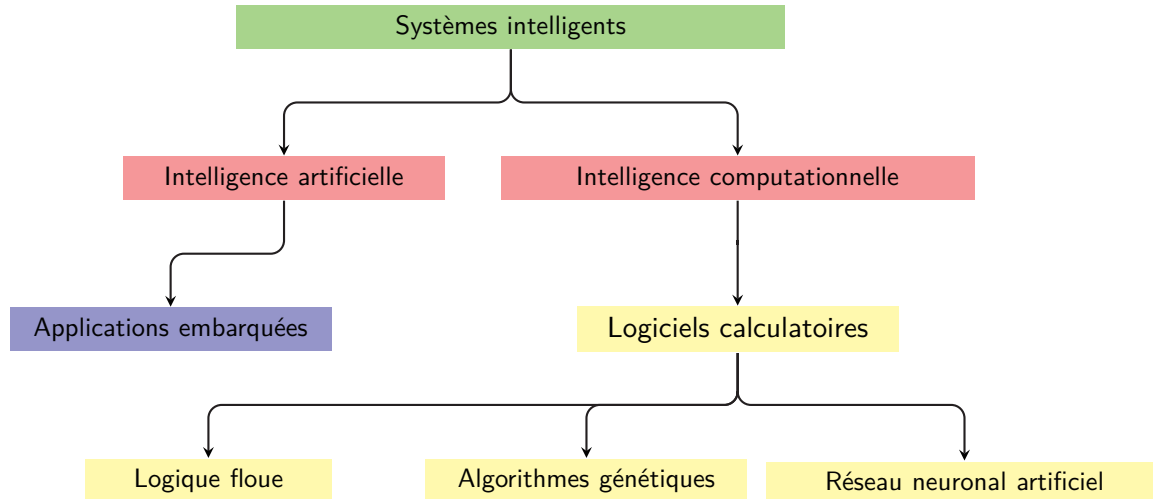 Systèmes intelligents
Intelligence artificielle
Intelligence computationnelle
Applications embarquées
Logiciels calculatoires
Logique floue
Algorithmes génétiques
Réseau neuronal artificiel